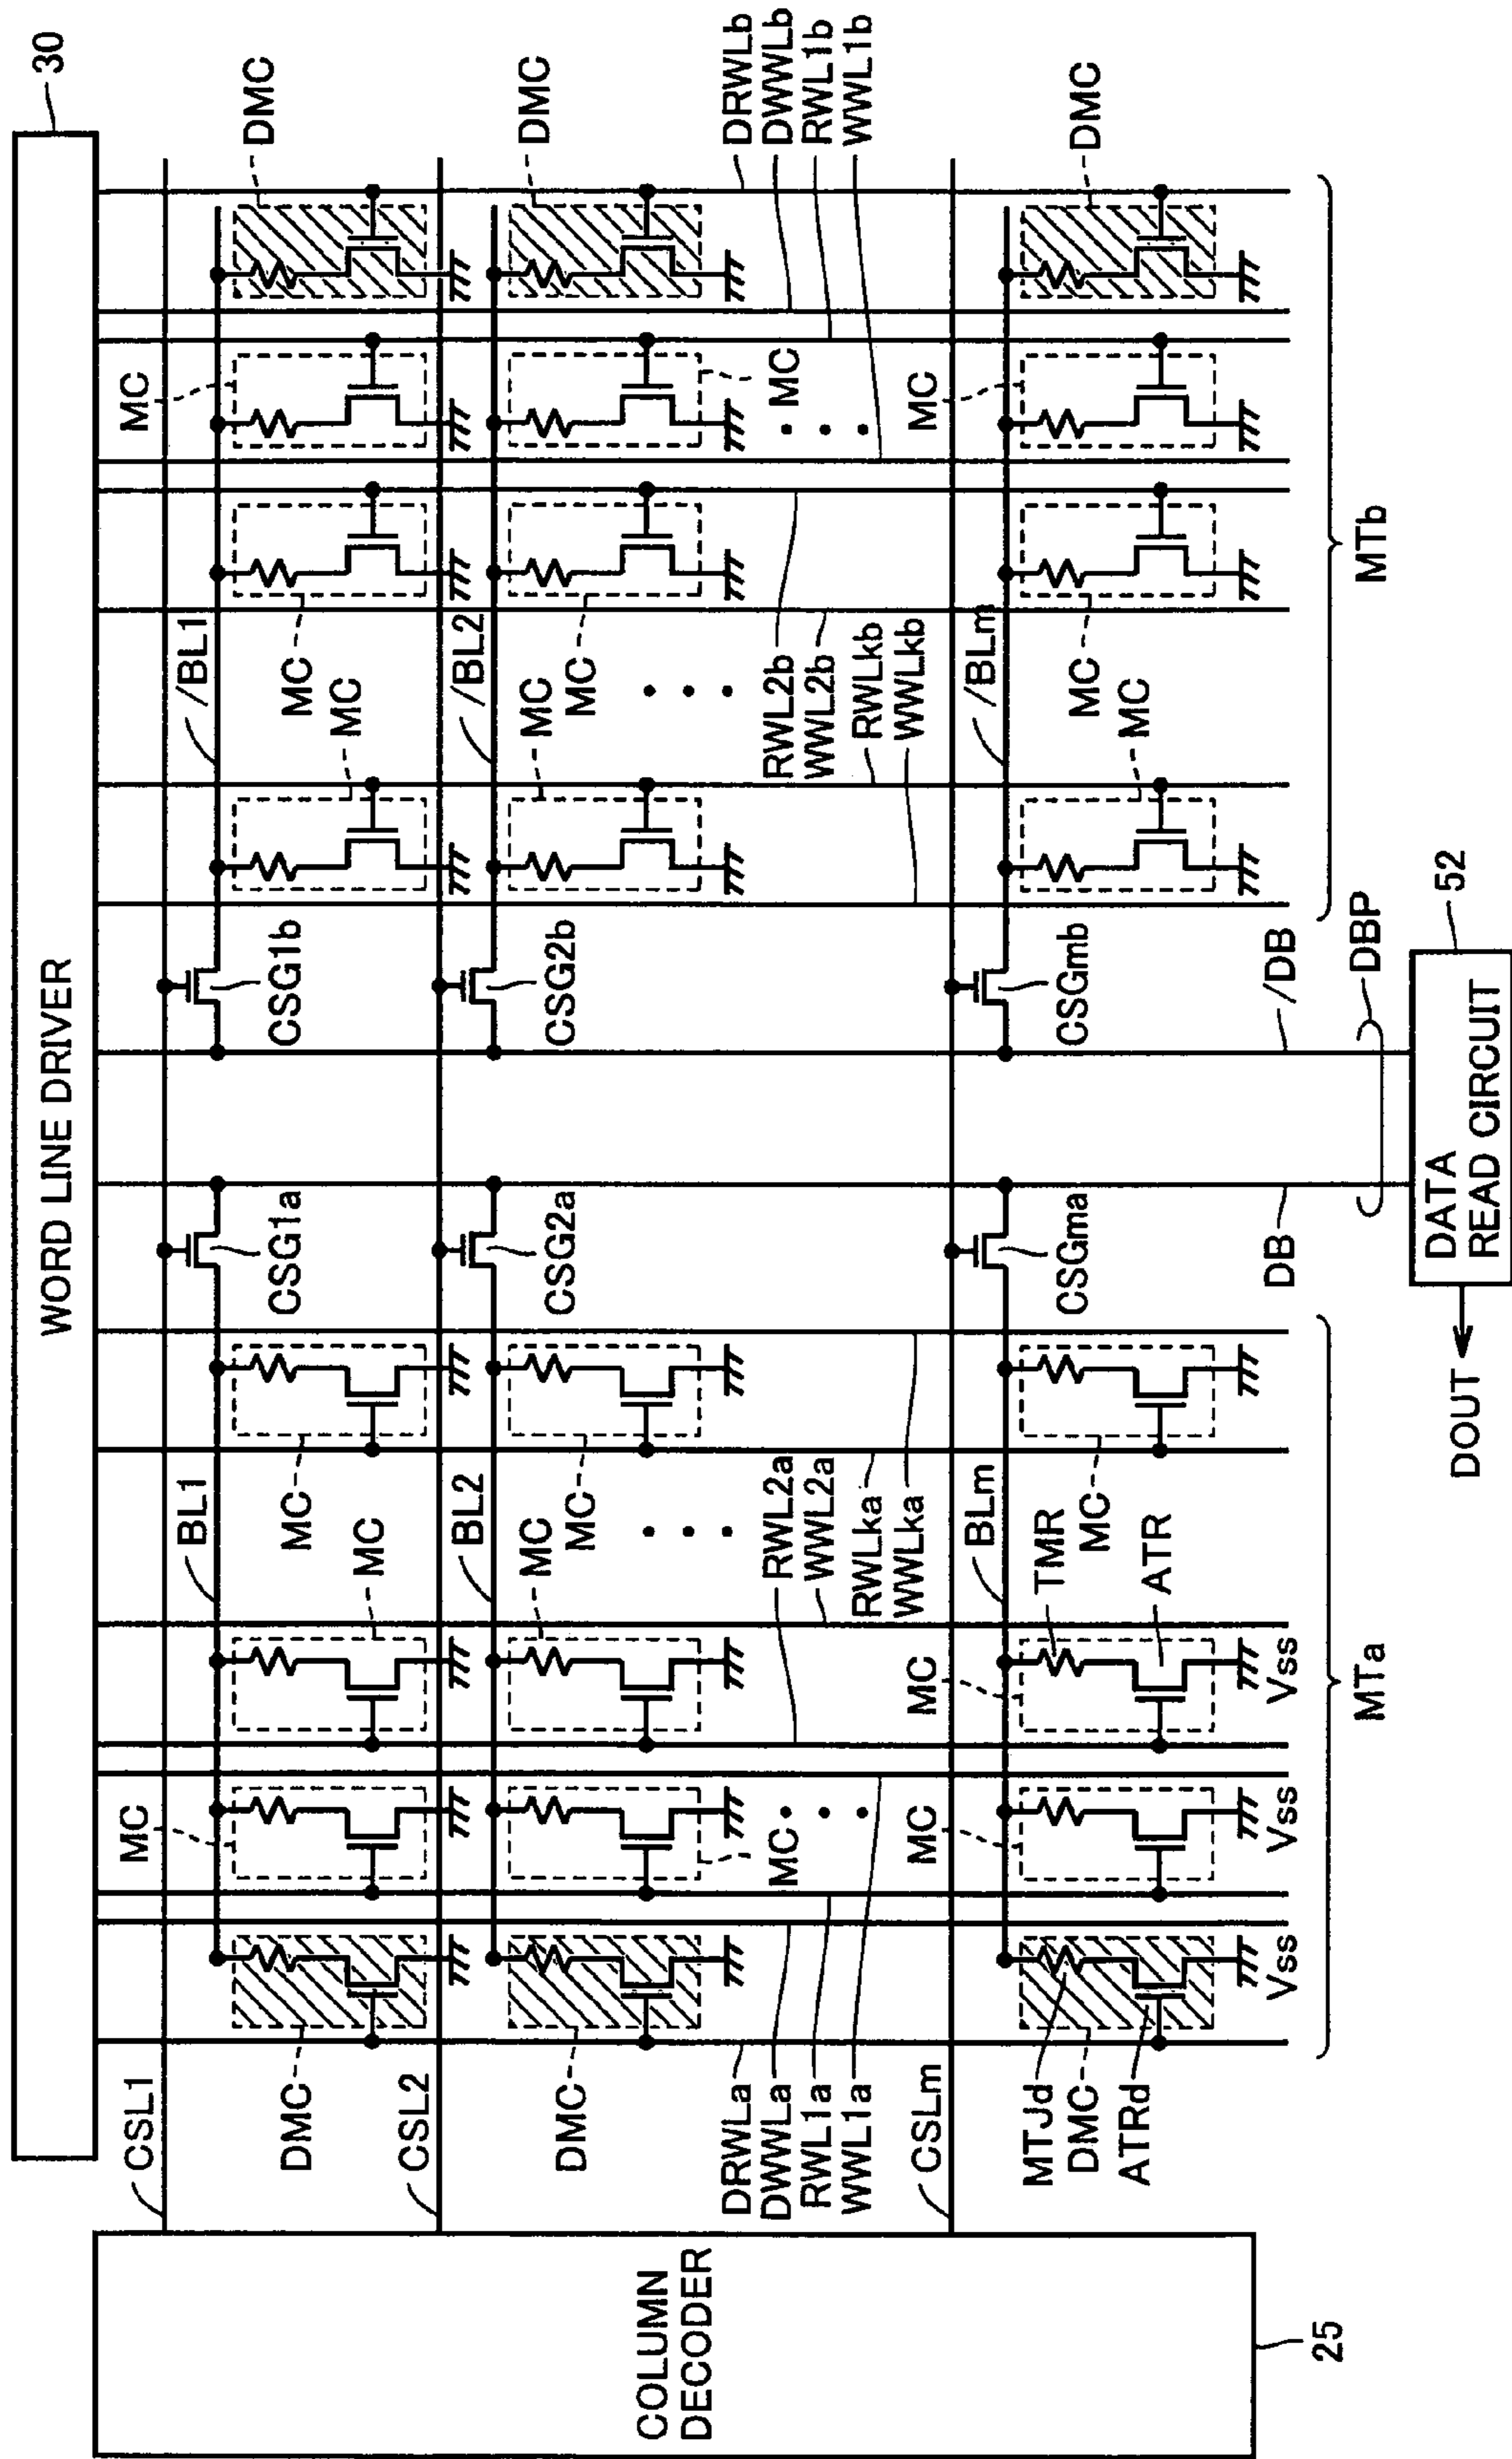 WORD LINE DRIVER
30
CSL1
MC
MC
BL1
/BL1
DMC
CSG1a
CSG1b
DMC
MC
MC
MC
MC
CSL2
BL2
/BL2
MC
MC
DMC
CSG2a
CSG2b
DMC
MC
MC
COLUMN
DECODER
25
DRWLa
DWWLa
RWL1a
WWL1a
MC
RWL2a
WWL2a
RWLka
WWLka
RWL2b
WWL2b
RWLkb
WWLkb
MC
DRWLb
DWWLb
RWL1b
WWL1b
CSLm
MC
MC
BLm
/BLm
MTJd
DMC
ATRd
TMR
MC
ATR
CSGma
CSGmb
MC
MC
DMC
Vss
Vss
Vss
DB
/DB
DBP
MTa
MTb
DOUT
DATA
READ CIRCUIT
52